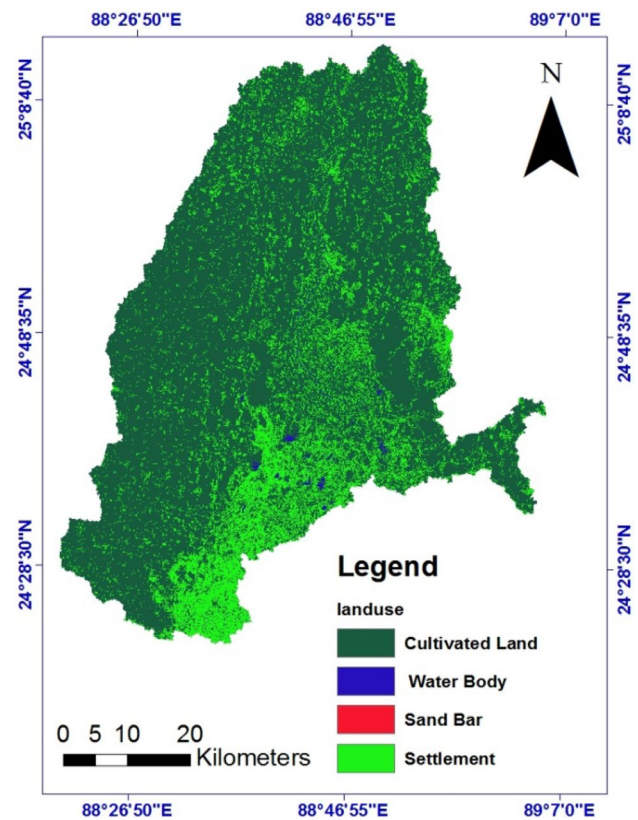 88°26'50"E 88°46'55"E 89°7'0"E
N
25°8'40"N 25°8'40"N
24°48'35"N 24°48'35"N
24°28'30"N 24°28'30"N
Legend
landuse
Cultivated Land
Water Body
Sand Bar
Settlement
0 5 10 20
Kilometers
88°26'50"E 88°46'55"E 89°7'0"E